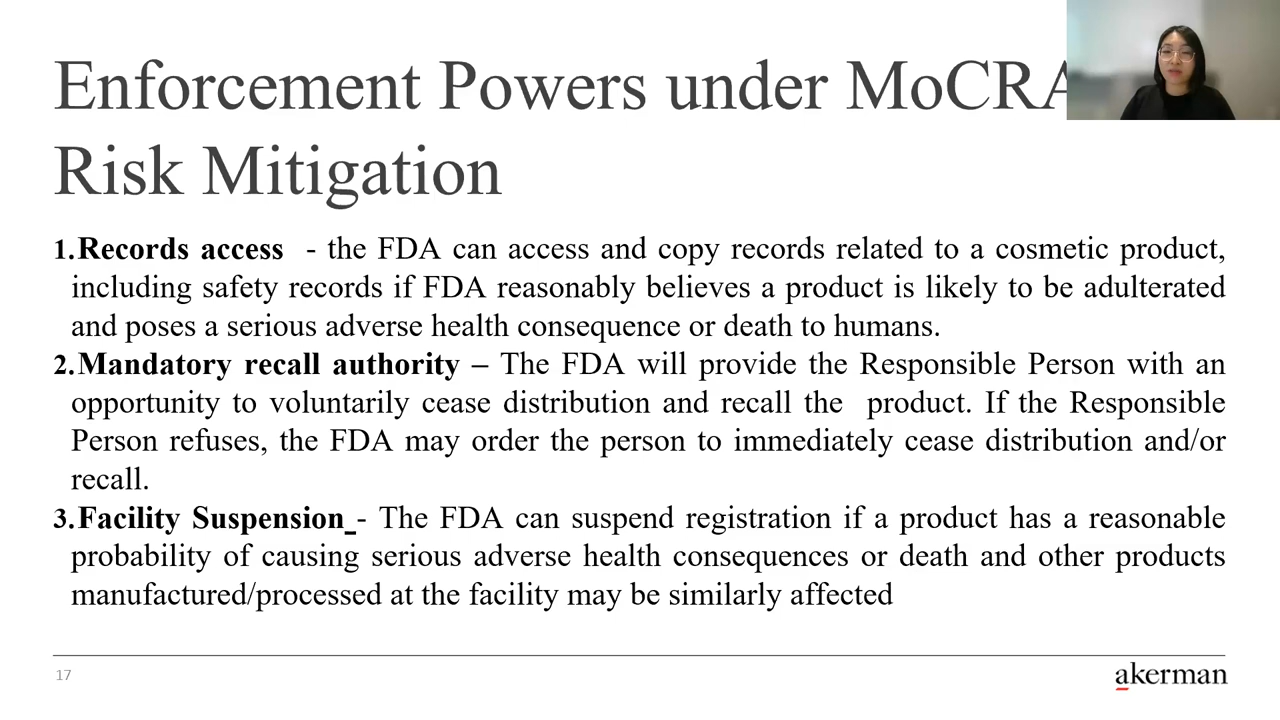 Enforcement Powers under MoCRA
Risk Mitigation
1.Records access - the FDA can access and copy records related to a cosmetic product,
including safety records if FDA reasonably believes a product is likely to be adulterated
and poses a serious adverse health consequence or death to humans.
2.Mandatory recall authority – The FDA will provide the Responsible Person with an
opportunity to voluntarily cease distribution and recall the product. If the Responsible
Person refuses, the FDA may order the person to immediately cease distribution and/or
recall.
3.Facility Suspension - The FDA can suspend registration if a product has a reasonable
probability of causing serious adverse health consequences or death and other products
manufactured/processed at the facility may be similarly affected
17
akerman